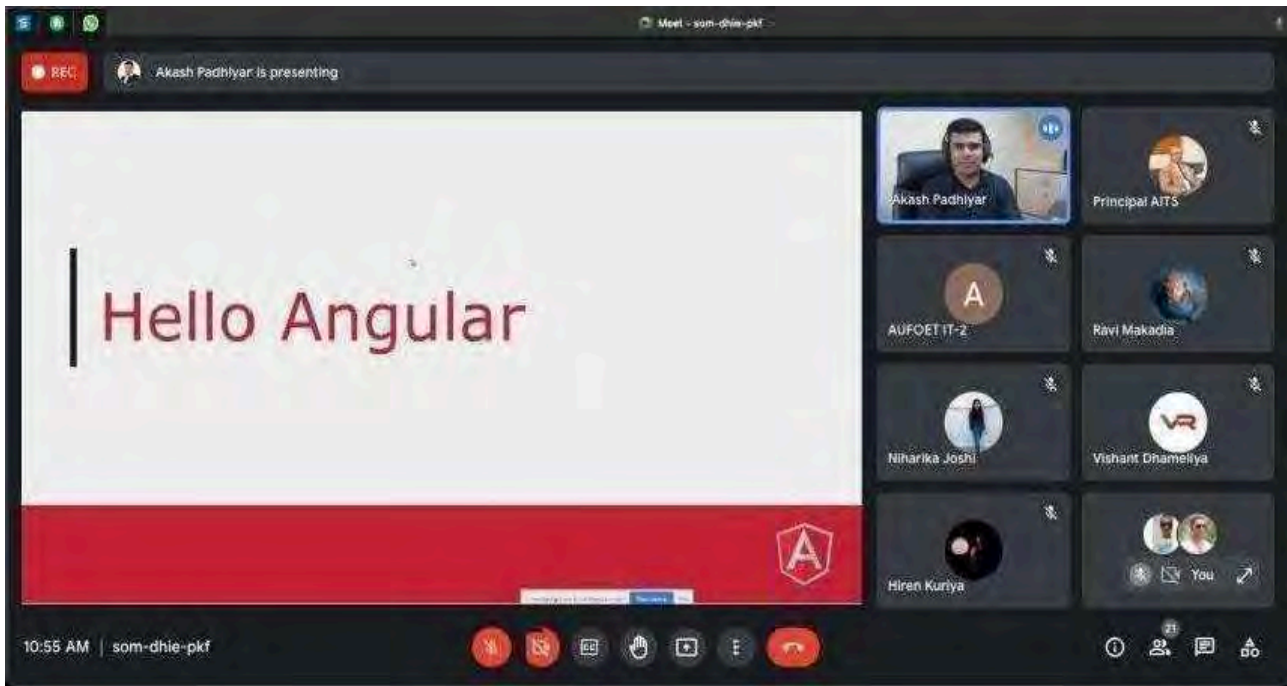 Meet - som-dhie-pkf
REC
Akash Padhiyar is presenting
Hello Angular
Akash Padhiyar
Principal AITS
A
AUFOET IT-2
Ravi Makadia
Niharika Joshi
VR
Vishant Dhameliya
Hiren Kuriya
You
10:55 AM | som-dhie-pkf
CC
21